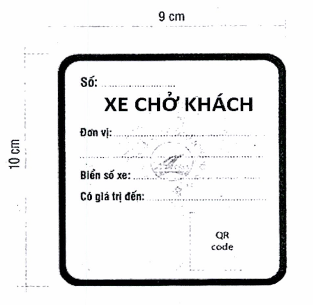 9 cm
10 cm
Số: ..................
XE CHỞ KHÁCH
Đơn vị: ..................
Biển số xe: ..................
Có giá trị đến: ..................
QR
code